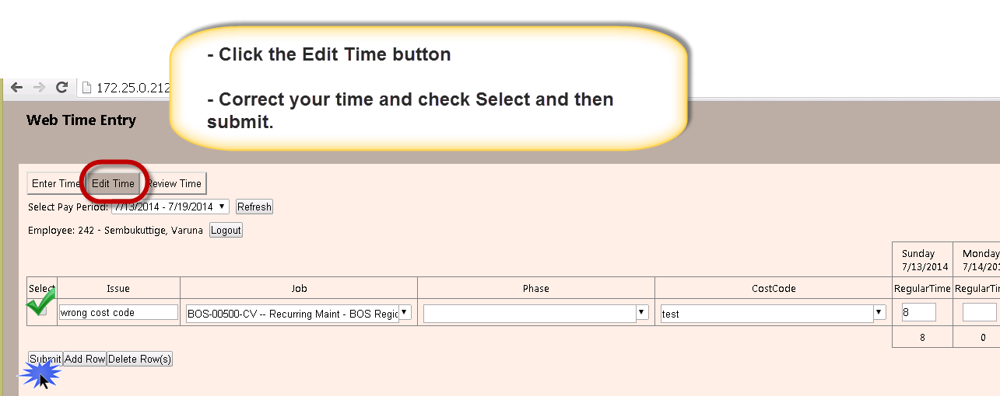 - Click the Edit Time button
- Correct your time and check Select and then
submit.
172.25.0.212
Web Time Entry
Enter Time Edit Time Review Time
Select Pay Period: 7/13/2014 - 7/19/2014 Refresh
Employee: 242 - Sembukuttige, Varuna Logout
Sunday Monday
7/13/2014 7/14/201
Select Issue Job Phase CostCode RegularTime RegularTi
wrong cost code BOS-00500-CV -- Recurring Maint - BOS Regic test 8
8 0
Submit Add Row Delete Row(s)